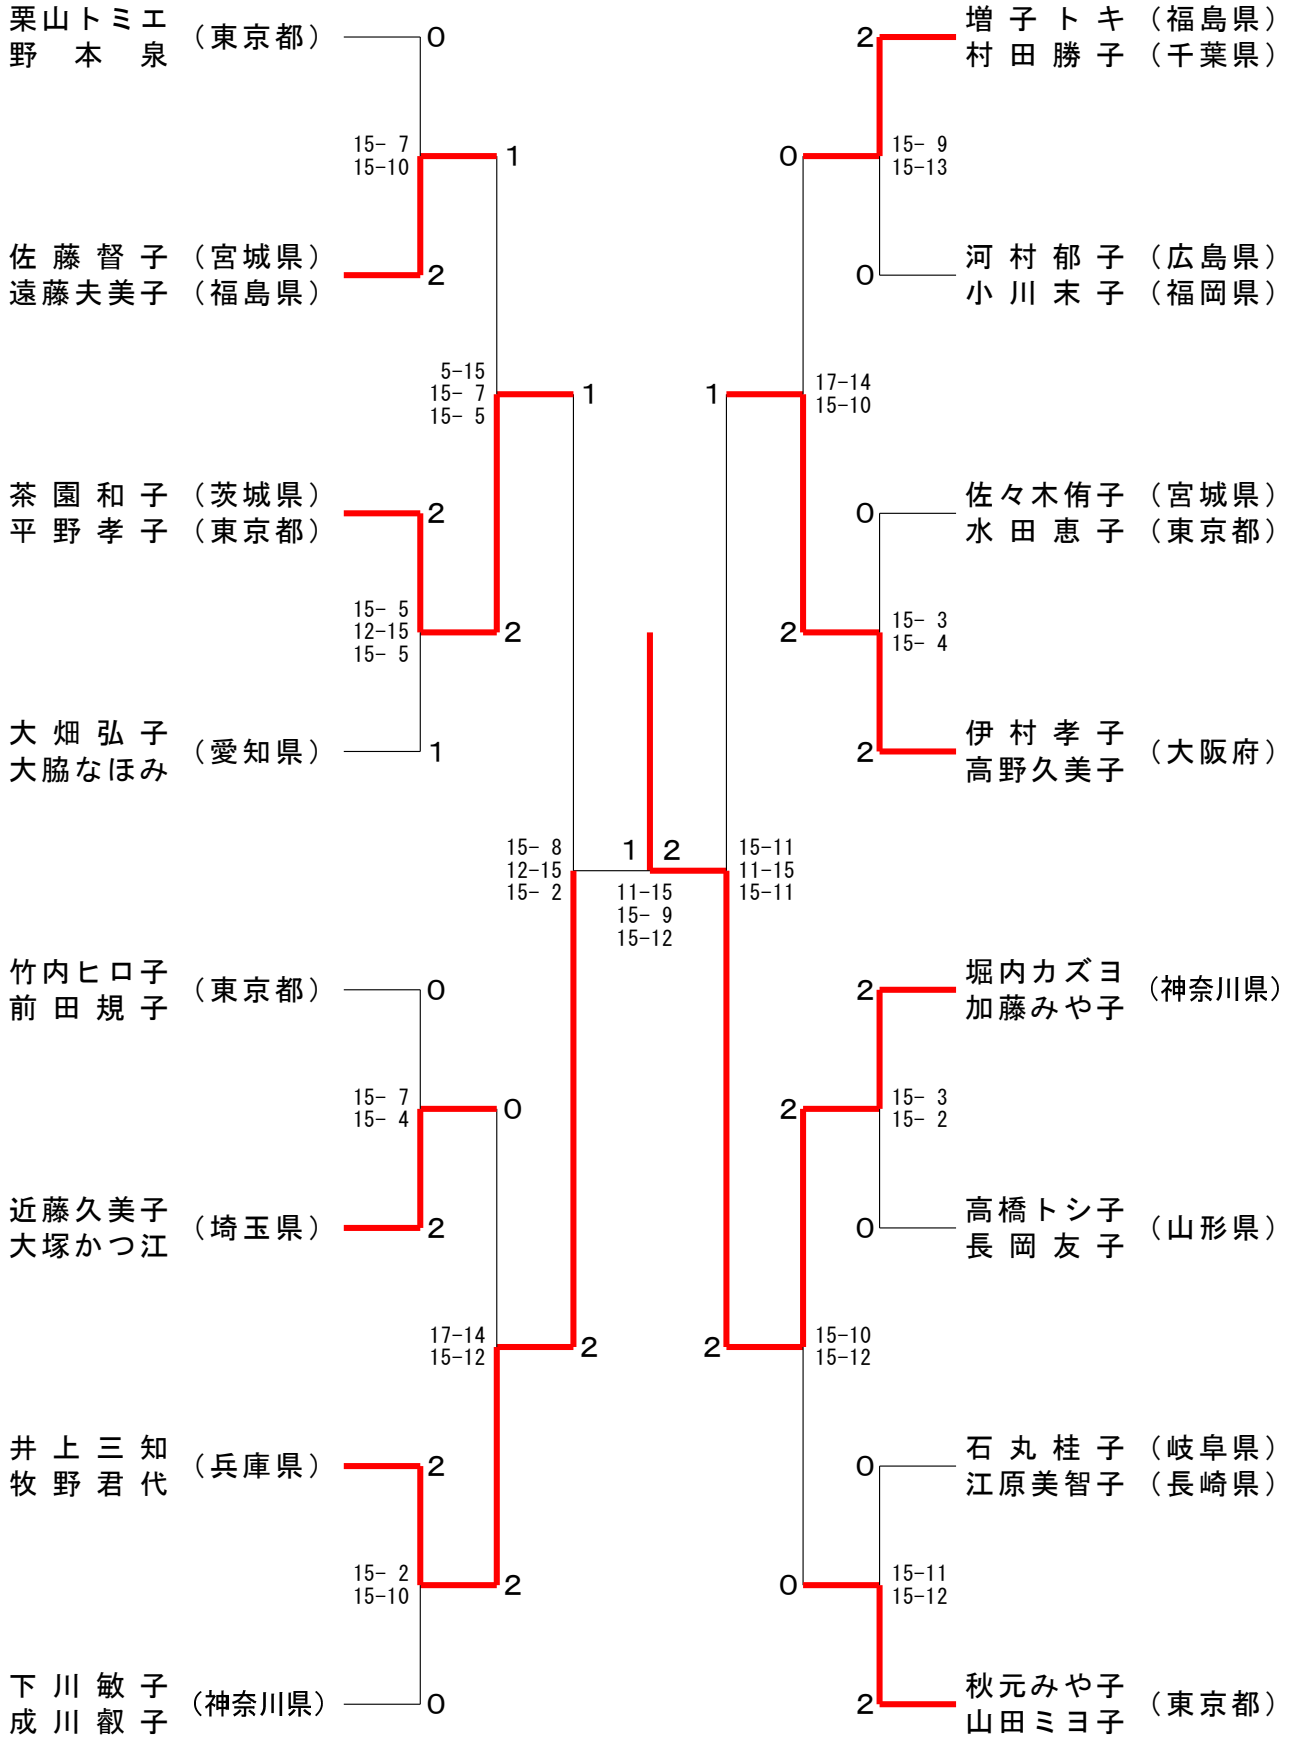 栗山トミエ
野本泉
（東京都）
0
15- 7
15-10
1
佐藤督子（宮城県）
遠藤夫美子（福島県）
2
5-15
15- 7
15- 5
1
茶園和子（茨城県）
平野孝子（東京都）
2
15- 5
12-15
15- 5
2
大畑弘子
大脇なほみ
（愛知県）
1
15- 8
12-15
15- 2
竹内ヒロ子
前田規子
（東京都）
0
15- 7
15- 4
0
近藤久美子
大塚かつ江
（埼玉県）
2
17-14
15-12
2
井上三知
牧野君代
（兵庫県）
2
15- 2
15-10
2
下川敏子
成川叡子
（神奈川県）
0
1 2
11-15
15- 9
15-12
2
増子トキ（福島県）
村田勝子（千葉県）
0
15- 9
15-13
0
河村郁子（広島県）
小川末子（福岡県）
1
17-14
15-10
0
佐々木侑子（宮城県）
水田恵子（東京都）
2
15- 3
15- 4
2
伊村孝子
高野久美子
（大阪府）
15-11
11-15
15-11
2
堀内カズヨ
加藤みや子
（神奈川県）
2
15- 3
15- 2
0
高橋トシ子
長岡友子
（山形県）
2
15-10
15-12
0
石丸桂子（岐阜県）
江原美智子（長崎県）
0
15-11
15-12
2
秋元みや子
山田ミヨ子
（東京都）